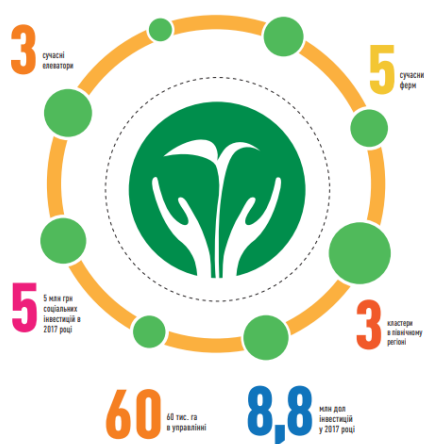 3
сучасні
елеватори
5
сучасних
ферм
5
5 млн грн
соціальних
інвестицій в
2017 році
3
кластери
в північному
регіоні
60
60 тис. га
в управлінні
8,8
млн дол
інвестицій
у 2017 році